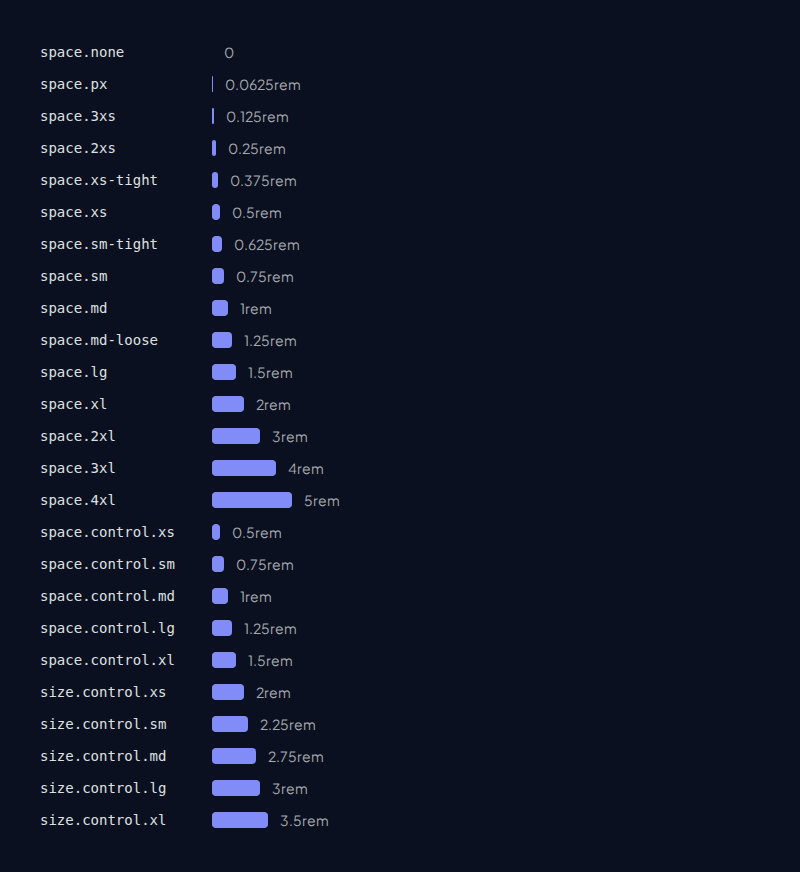 space.none 0
space.px 0.0625rem
space.3xs 0.125rem
space.2xs 0.25rem
space.xs-tight 0.375rem
space.xs 0.5rem
space.sm-tight 0.625rem
space.sm 0.75rem
space.md 1rem
space.md-loose 1.25rem
space.lg 1.5rem
space.xl 2rem
space.2xl 3rem
space.3xl 4rem
space.4xl 5rem
space.control.xs 0.5rem
space.control.sm 0.75rem
space.control.md 1rem
space.control.lg 1.25rem
space.control.xl 1.5rem
size.control.xs 2rem
size.control.sm 2.25rem
size.control.md 2.75rem
size.control.lg 3rem
size.control.xl 3.5rem